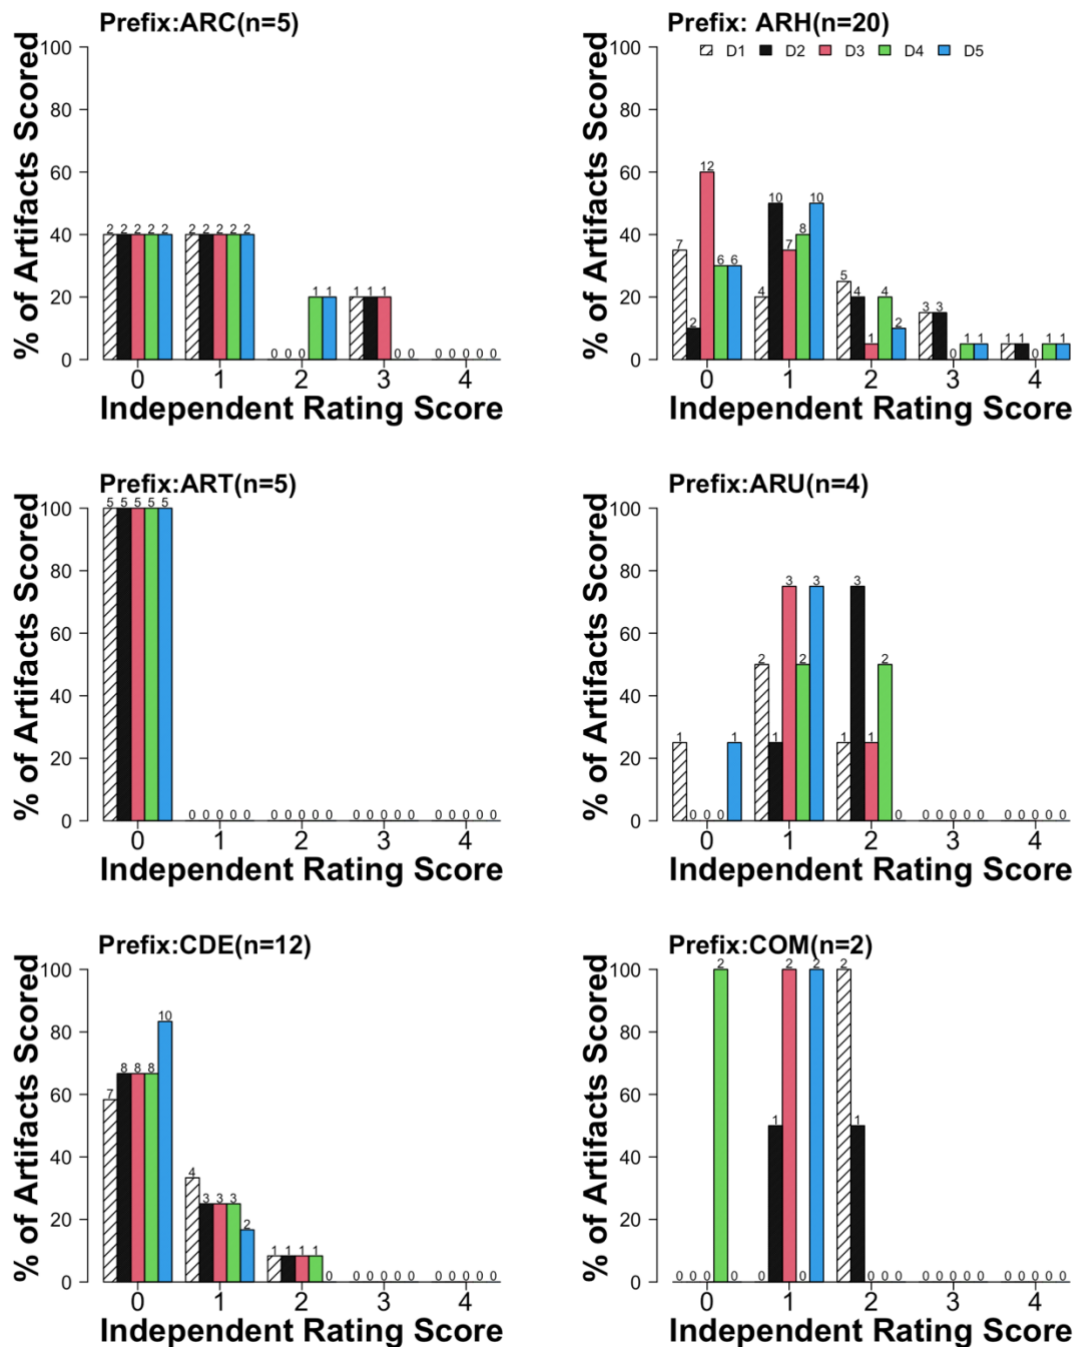 Prefix:ARC(n=5)
% of Artifacts Scored
100
80
60
40
20
0
2 2 2 2 2
2 2 2 2 2
0 0 0 1 1
1 1 1 0 0
0 0 0 0 0
0 1 2 3 4
Independent Rating Score
Prefix: ARH(n=20)
D1 D2 D3 D4 D5
% of Artifacts Scored
100
80
60
40
20
0
7 2 12 6 6
4 10 7 8 10
5 4 1 4 2
3 3 0 1 1
1 1 0 1 1
0 1 2 3 4
Independent Rating Score
Prefix:ART(n=5)
% of Artifacts Scored
100
80
60
40
20
0
5 5 5 5 5
0 0 0 0 0
0 0 0 0 0
0 0 0 0 0
0 0 0 0 0
0 1 2 3 4
Independent Rating Score
Prefix:ARU(n=4)
% of Artifacts Scored
100
80
60
40
20
0
1 0 0 0 1
2 1 3 2 3
1 3 1 2 0
0 0 0 0 0
0 0 0 0 0
0 1 2 3 4
Independent Rating Score
Prefix:CDE(n=12)
% of Artifacts Scored
100
80
60
40
20
0
7 8 8 8 10
4 3 3 3 2
1 1 1 1 0
0 0 0 0 0
0 0 0 0 0
0 1 2 3 4
Independent Rating Score
Prefix:COM(n=2)
% of Artifacts Scored
100
80
60
40
20
0
0 0 0 2 0
0 1 2 0 2
2 1 0 0 0
0 0 0 0 0
0 0 0 0 0
0 1 2 3 4
Independent Rating Score